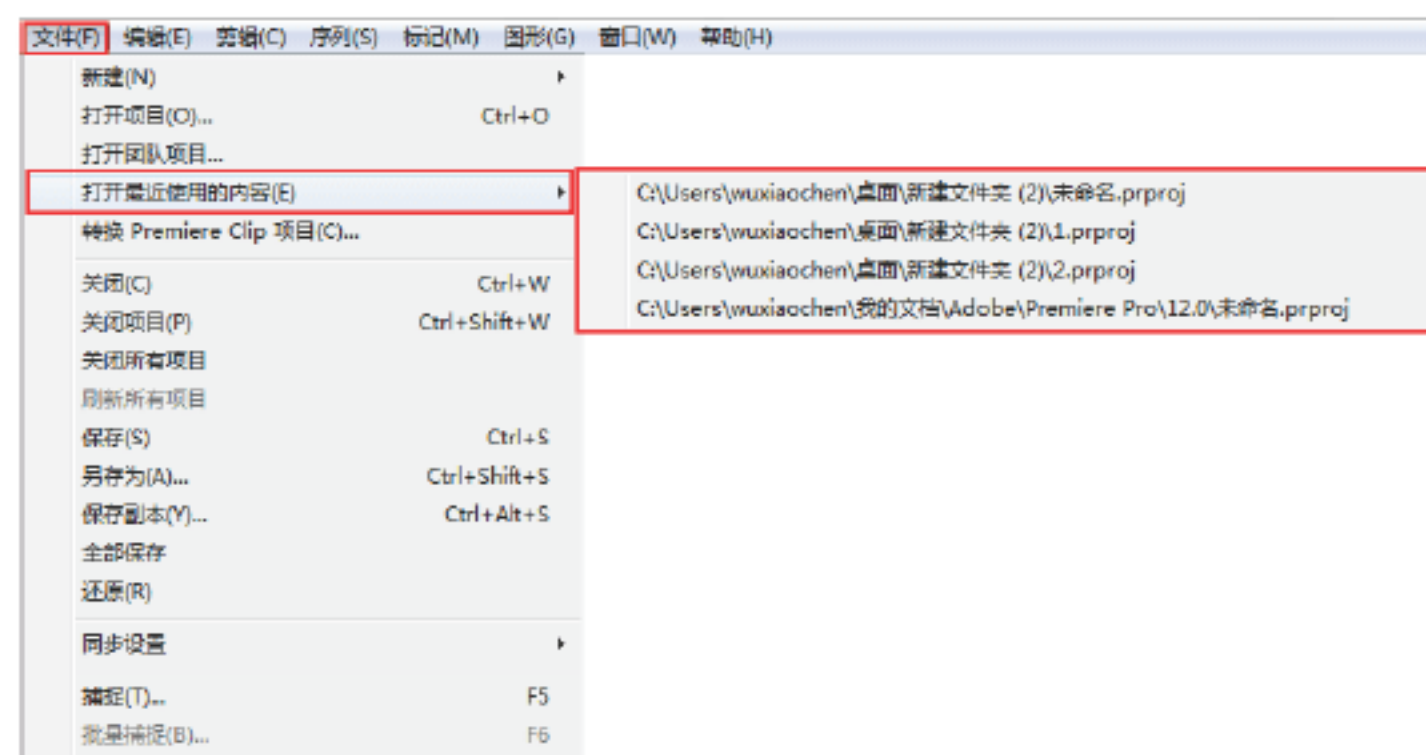 文件(F) 编辑(E) 剪辑(C) 序列(S) 标记(M) 图形(G) 窗口(W) 帮助(H)
新建(N)
打开项目(O)... Ctrl+O
打开团队项目...
打开最近使用的内容(E)
C:\Users\wuxiaochen\桌面\新建文件夹 (2)\未命名.prproj
转换 Premiere Clip 项目(C)...
C:\Users\wuxiaochen\桌面\新建文件夹 (2)\1.prproj
关闭(C) Ctrl+W
C:\Users\wuxiaochen\桌面\新建文件夹 (2)\2.prproj
关闭项目(P) Ctrl+Shift+W
C:\Users\wuxiaochen\我的文档\Adobe\Premiere Pro\12.0\未命名.prproj
关闭所有项目
刷新所有项目
保存(S) Ctrl+S
另存为(A)... Ctrl+Shift+S
保存副本(Y)... Ctrl+Alt+S
全部保存
还原(R)
同步设置
捕捉(T)... F5
批量捕捉(B)... F6